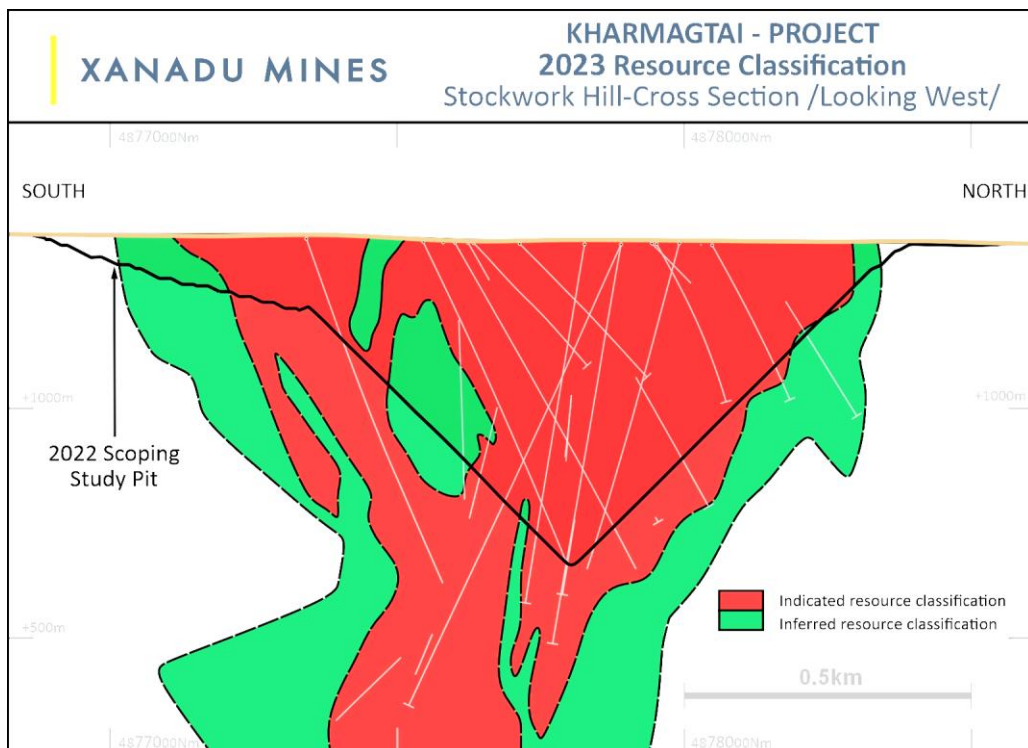 XANADU MINES
KHARMAGTAI - PROJECT
2023 Resource Classification
Stockwork Hill-Cross Section /Looking West/
4877000Nm
4878000Nm
SOUTH
NORTH
+1000m
+1000m
2022 Scoping
Study Pit
Indicated resource classification
Inferred resource classification
+500m
0.5km
4877000Nm
4878000Nm